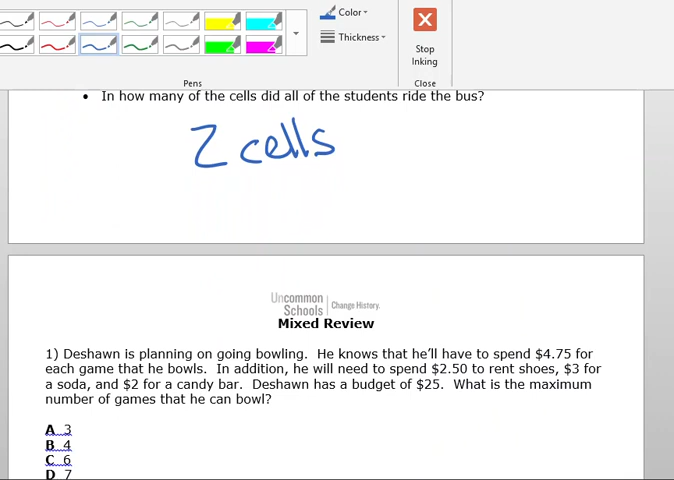 Color
Thickness
Stop
Inking
Pens
Close
• In how many of the cells did all of the students ride the bus?
2 cells
Uncommon
Schools
Change History.
Mixed Review
1) Deshawn is planning on going bowling. He knows that he'll have to spend $4.75 for
each game that he bowls. In addition, he will need to spend $2.50 to rent shoes, $3 for
a soda, and $2 for a candy bar. Deshawn has a budget of $25. What is the maximum
number of games that he can bowl?
A 3
B 4
C 6
D 7